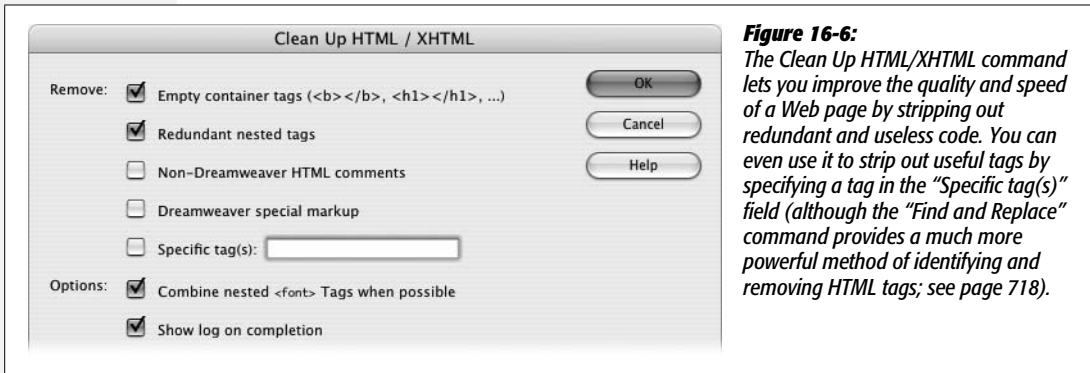 Clean Up HTML / XHTML
Remove:
Empty container tags (<b></b>, <h1></h1>, ...)
Redundant nested tags
Non-Dreamweaver HTML comments
Dreamweaver special markup
Specific tag(s):
Options:
Combine nested <font> Tags when possible
Show log on completion
OK
Cancel
Help
Figure 16-6:
The Clean Up HTML/XHTML command
lets you improve the quality and speed
of a Web page by stripping out
redundant and useless code. You can
even use it to strip out useful tags by
specifying a tag in the “Specific tag(s)”
field (although the “Find and Replace”
command provides a much more
powerful method of identifying and
removing HTML tags; see page 718).